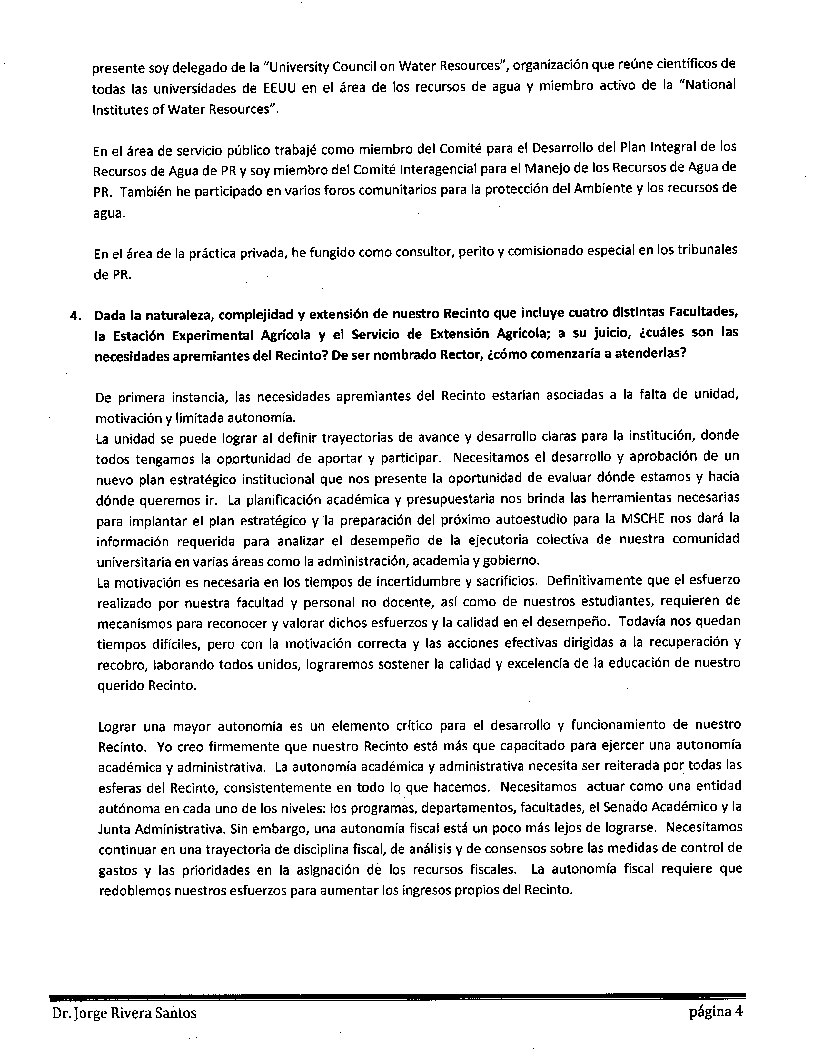 presente soy delegado de la "University Council on Water Resources", organización que reúne científicos de
todas las universidades de EEUU en el área de los recursos de agua y miembro activo de la "National
Institutes of Water Resources".
En el área de servicio público trabajé como miembro del Comité para el Desarrollo del Plan Integral de los
Recursos de Agua de PR y soy miembro del Comité Interagencial para el Manejo de los Recursos de Agua de
PR. También he participado en varios foros comunitarios para la protección del Ambiente y los recursos de
agua.
En el área de la práctica privada, he fungido como consultor, perito y comisionado especial en los tribunales
de PR.
4. Dada la naturaleza, complejidad y extensión de nuestro Recinto que incluye cuatro distintas Facultades,
la Estación Experimental Agrícola y el Servicio de Extensión Agrícola; a su juicio, ¿cuáles son las
necesidades apremiantes del Recinto? De ser nombrado Rector, ¿cómo comenzaría a atenderlas?
De primera instancia, las necesidades apremiantes del Recinto estarían asociadas a la falta de unidad,
motivación y limitada autonomía.
La unidad se puede lograr al definir trayectorias de avance y desarrollo claras para la institución, donde
todos tengamos la oportunidad de aportar y participar. Necesitamos el desarrollo y aprobación de un
nuevo plan estratégico institucional que nos presente la oportunidad de evaluar dónde estamos y hacia
dónde queremos ir. La planificación académica y presupuestaria nos brinda las herramientas necesarias
para implantar el plan estratégico y la preparación del próximo autoestudio para la MSCHE nos dará la
información requerida para analizar el desempeño de la ejecutoria colectiva de nuestra comunidad
universitaria en varias áreas como la administración, academia y gobierno.
La motivación es necesaria en los tiempos de incertidumbre y sacrificios. Definitivamente que el esfuerzo
realizado por nuestra facultad y personal no docente, así como de nuestros estudiantes, requieren de
mecanismos para reconocer y valorar dichos esfuerzos y la calidad en el desempeño. Todavía nos quedan
tiempos difíciles, pero con la motivación correcta y las acciones efectivas dirigidas a la recuperación y
recobro, laborando todos unidos, lograremos sostener la calidad y excelencia de la educación de nuestro
querido Recinto.
Lograr una mayor autonomía es un elemento crítico para el desarrollo y funcionamiento de nuestro
Recinto. Yo creo firmemente que nuestro Recinto está más que capacitado para ejercer una autonomía
académica y administrativa. La autonomía académica y administrativa necesita ser reiterada por todas las
esferas del Recinto, consistentemente en todo lo que hacemos. Necesitamos actuar como una entidad
autónoma en cada uno de los niveles: los programas, departamentos, facultades, el Senado Académico y la
Junta Administrativa. Sin embargo, una autonomía fiscal está un poco más lejos de lograrse. Necesitamos
continuar en una trayectoria de disciplina fiscal, de análisis y de consensos sobre las medidas de control de
gastos y las prioridades en la asignación de los recursos fiscales. La autonomía fiscal requiere que
redoblemos nuestros esfuerzos para aumentar los ingresos propios del Recinto.
Dr. Jorge Rivera Santos página 4